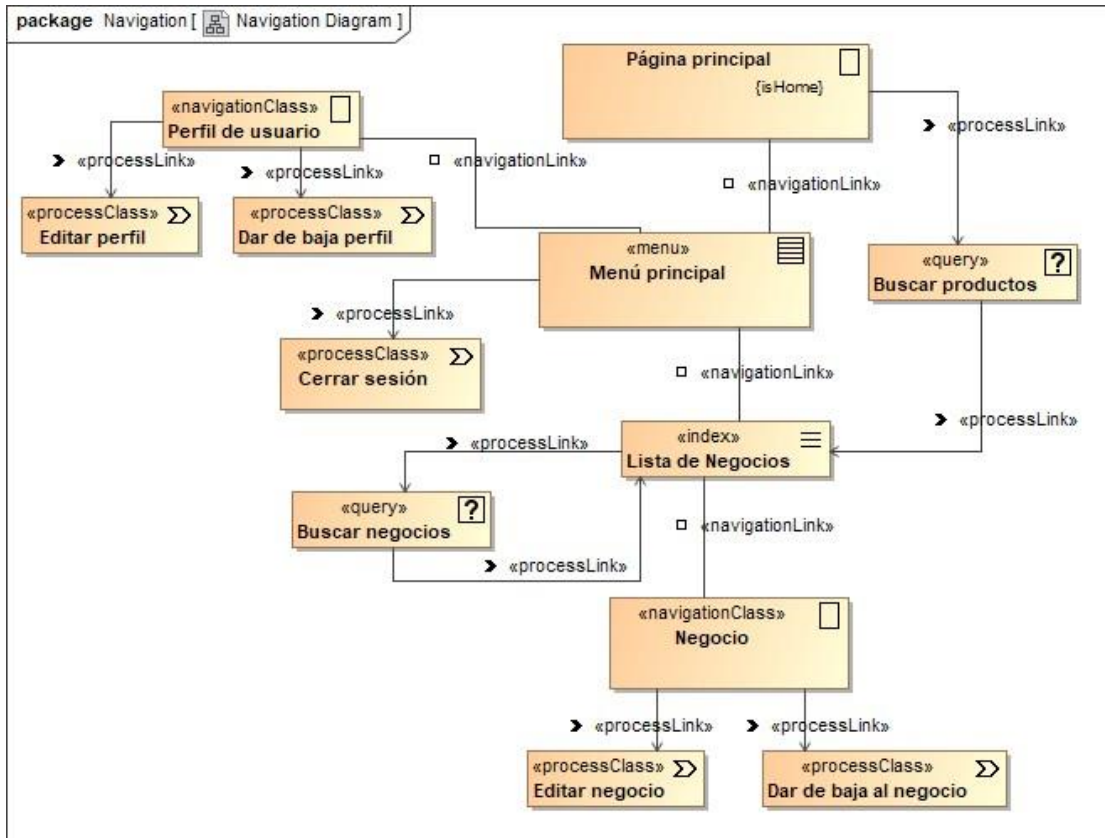 package Navigation [ Navigation Diagram ]
Página principal
{isHome}
«navigationClass»
Perfil de usuario
«processLink»
«processLink»
«processLink»
«navigationLink»
«navigationLink»
«processClass»
Editar perfil
«processClass»
Dar de baja perfil
«menu»
Menú principal
«query»
Buscar productos
?
«processLink»
«processClass»
Cerrar sesión
«navigationLink»
«processLink»
«processLink»
«index»
Lista de Negocios
«query»
Buscar negocios
?
«navigationLink»
«processLink»
«navigationClass»
Negocio
«processLink»
«processLink»
«processClass»
Editar negocio
«processClass»
Dar de baja al negocio